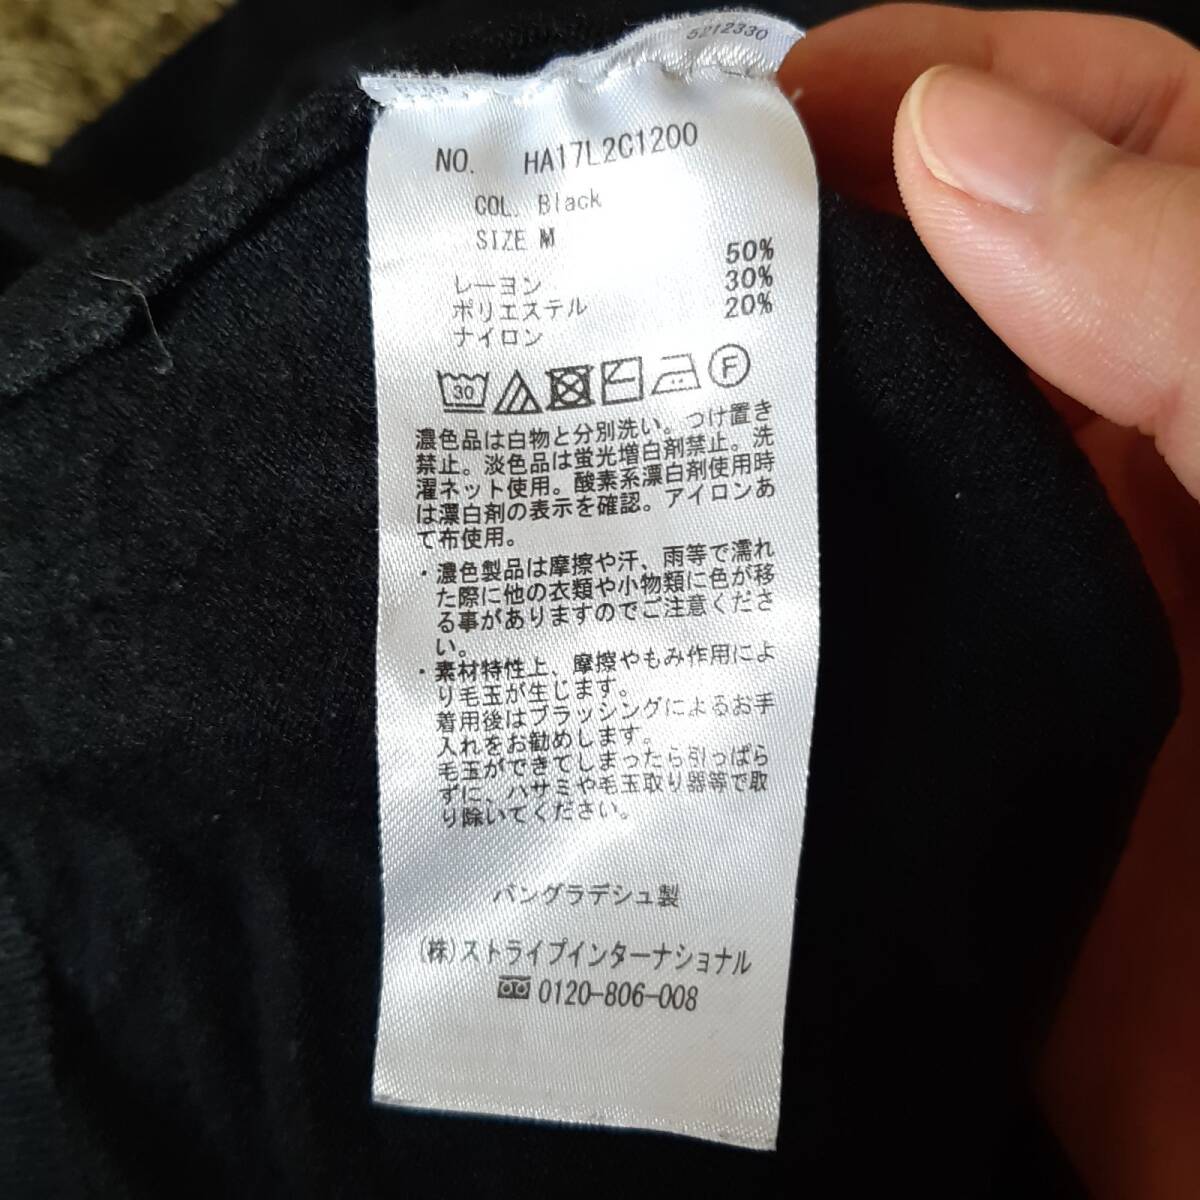 5212330
NO. HA17L2C1200
COL. Black
SIZE M
レーヨン 50%
ポリエステル 30%
ナイロン 20%
30
F
濃色品は白物と分別洗い。つけ置き
禁止。淡色品は蛍光増白剤禁止。洗
濯ネット使用。酸素系漂白剤使用時
は漂白剤の表示を確認。アイロンあ
て布使用。
・濃色製品は摩擦や汗、雨等で濡れ
た際に他の衣類や小物類に色が移
る事がありますのでご注意くださ
い。
・素材特性上、摩擦やもみ作用によ
り毛玉が生じます。
着用後はブラッシングによるお手
入れをお勧めします。
毛玉ができてしまったら引っぱら
ずに、ハサミや毛玉取り器等で取
り除いてください。
バングラデシュ製
(株)ストライプインターナショナル
0120-806-008